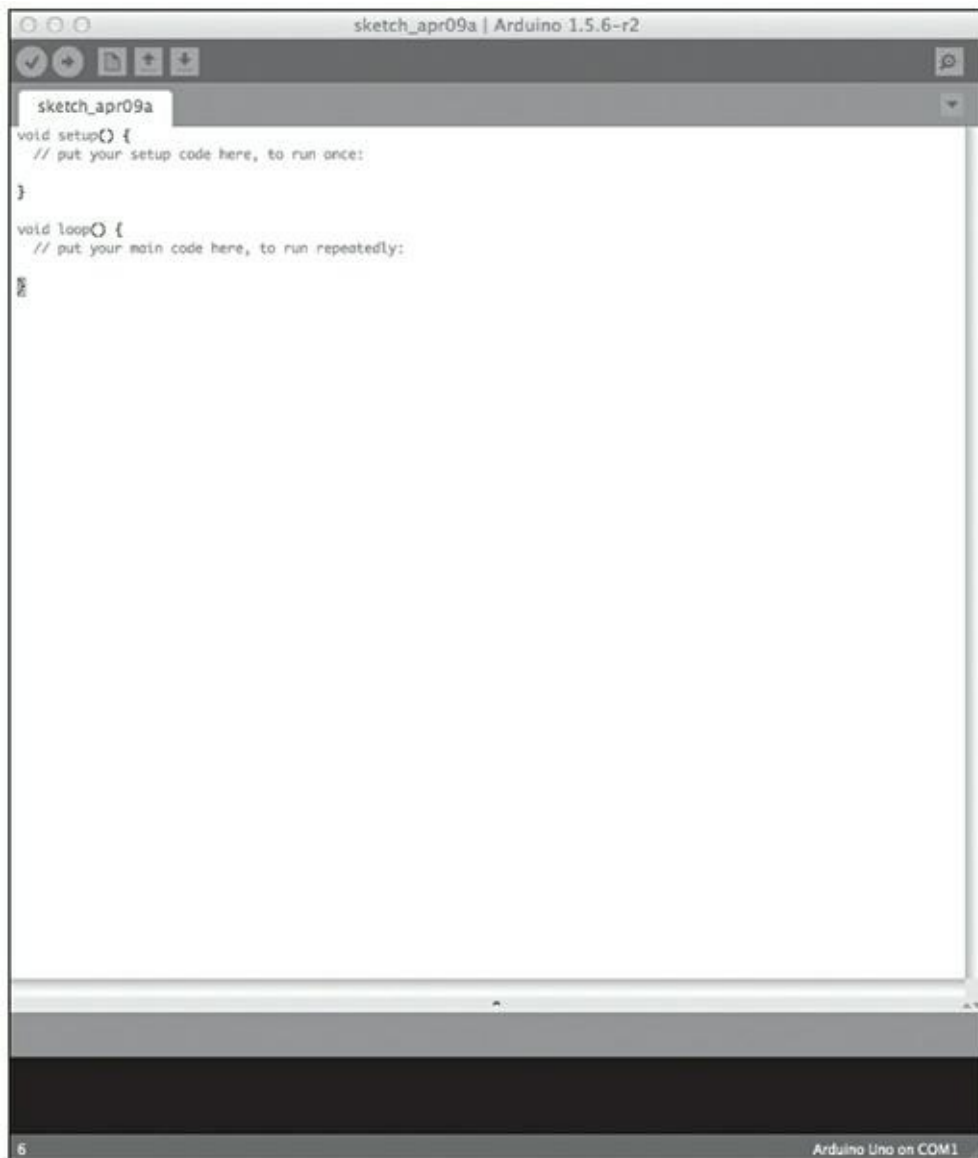 sketch_apr09a | Arduino 1.5.6-r2
sketch_apr09a
void setup() {
// put your setup code here, to run once:
}
void loop() {
// put your main code here, to run repeatedly:
6
Arduino Uno on COM1